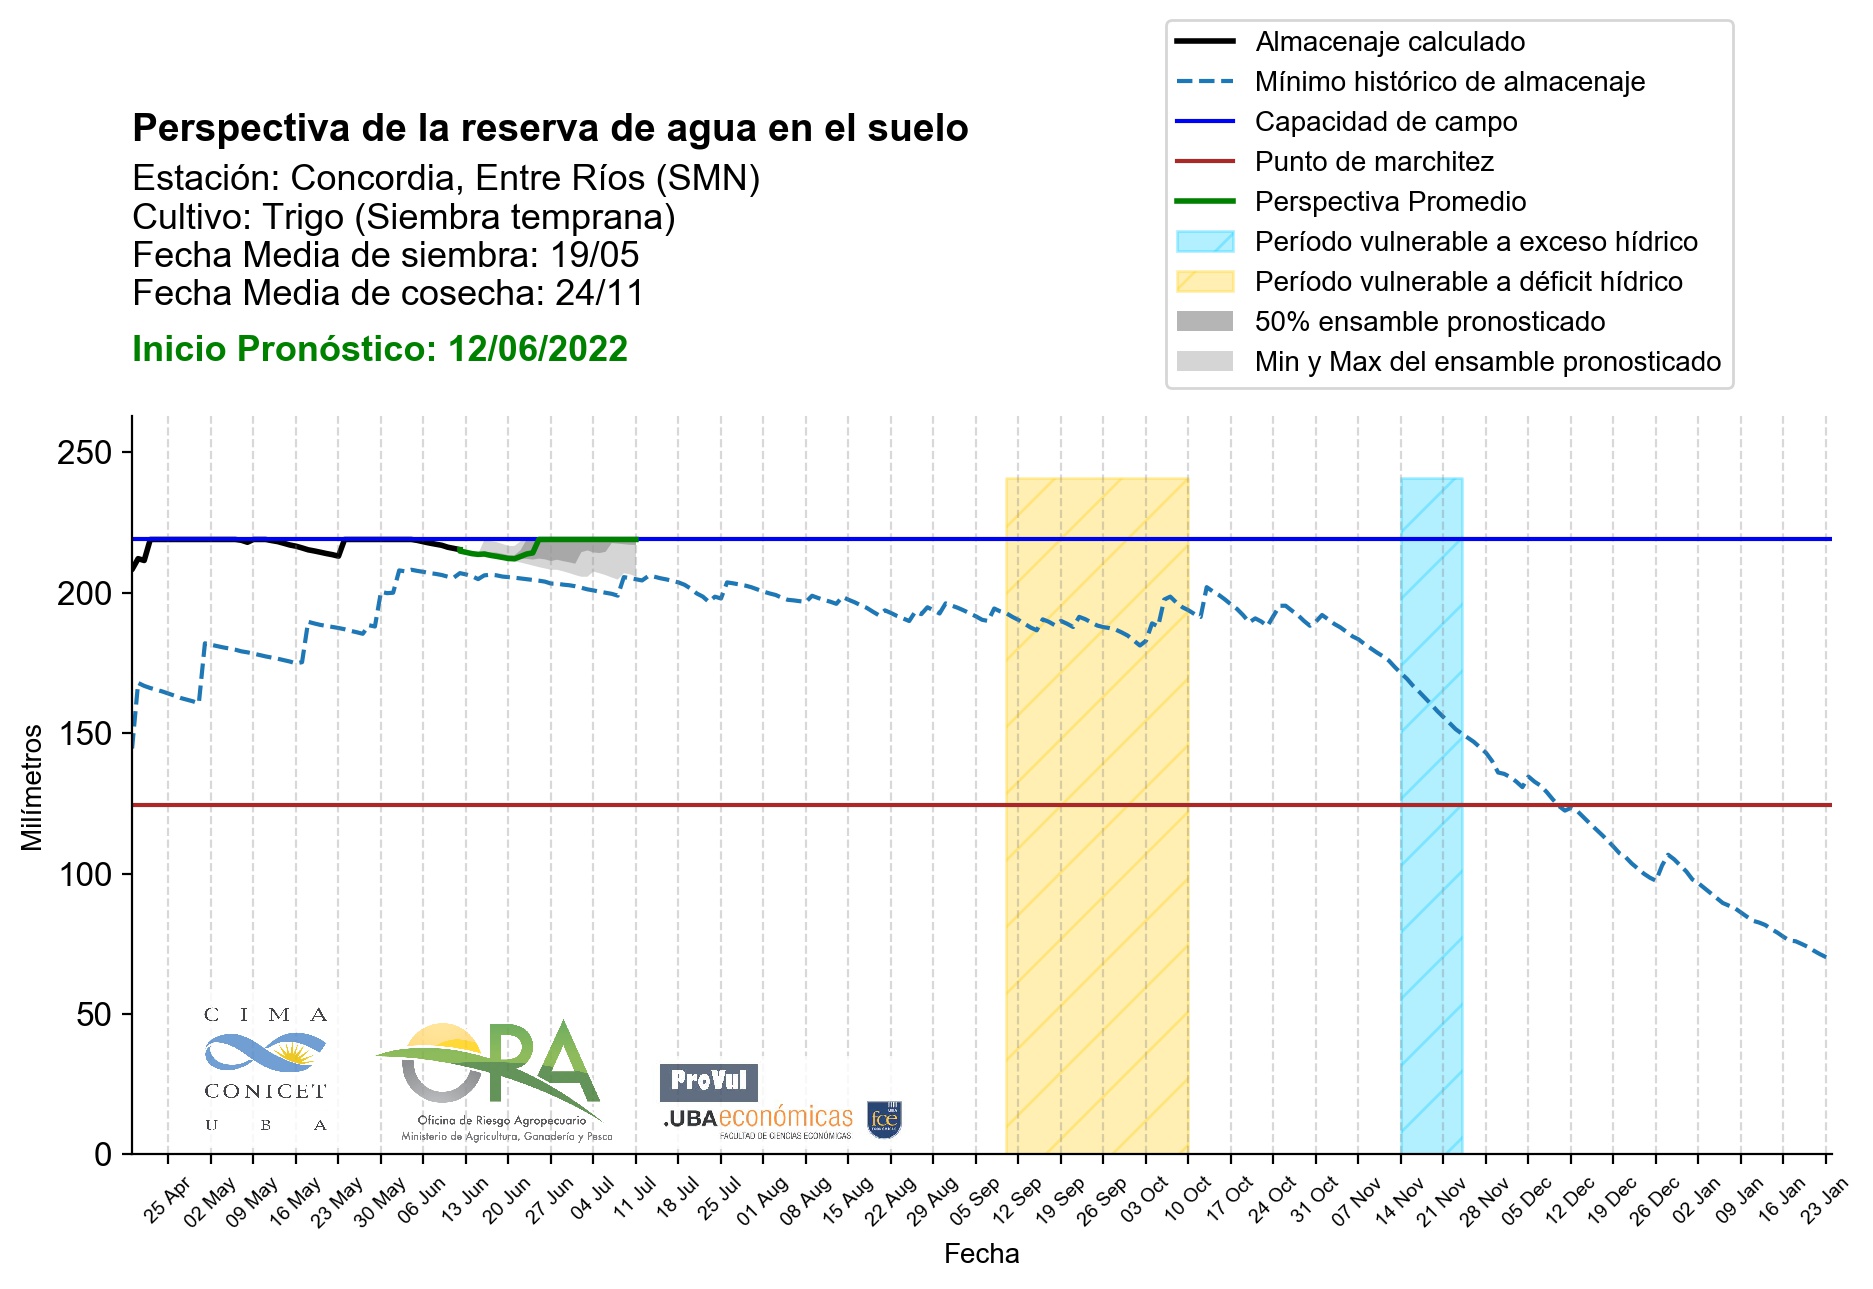 Almacenaje calculado
Mínimo histórico de almacenaje
Capacidad de campo
Punto de marchitez
Perspectiva Promedio
Período vulnerable a exceso hídrico
Período vulnerable a déficit hídrico
50% ensamble pronosticado
Min y Max del ensamble pronosticado
Perspectiva de la reserva de agua en el suelo
Estación: Concordia, Entre Ríos (SMN)
Cultivo: Trigo (Siembra temprana)
Fecha Media de siembra: 19/05
Fecha Media de cosecha: 24/11
Inicio Pronóstico: 12/06/2022
250
200
150
100
50
0
Milímetros
C I M A
CONICET
U B A
ORA
Oficina de Riesgo Agropecuario
Ministerio de Agricultura, Ganadería y Pesca
ProVul
.UBAeconómicas
FACULTAD DE CIENCIAS ECONÓMICAS
UBA
fce
ECONÓMICAS
25 Apr
02 May
09 May
16 May
23 May
30 May
06 Jun
13 Jun
20 Jun
27 Jun
04 Jul
11 Jul
18 Jul
25 Jul
01 Aug
08 Aug
15 Aug
22 Aug
29 Aug
05 Sep
12 Sep
19 Sep
26 Sep
03 Oct
10 Oct
17 Oct
24 Oct
31 Oct
07 Nov
14 Nov
21 Nov
28 Nov
05 Dec
12 Dec
19 Dec
26 Dec
02 Jan
09 Jan
16 Jan
23 Jan
Fecha